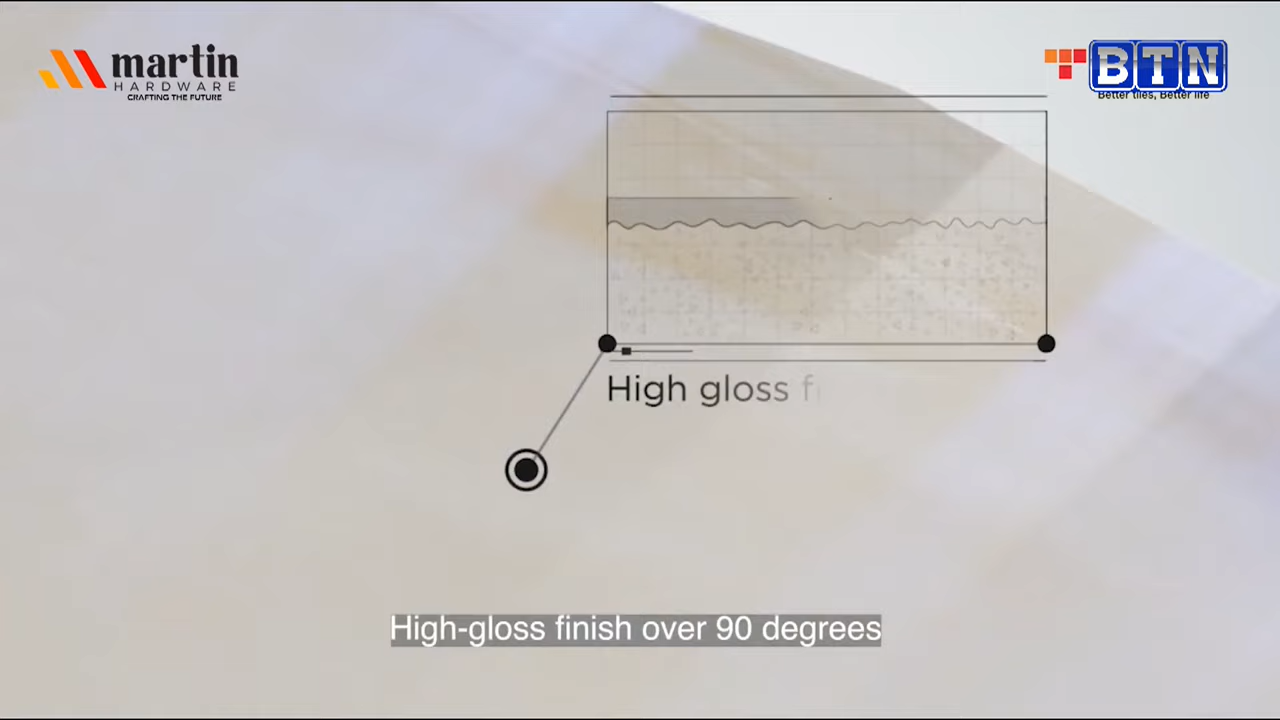 martin
HARDWARE
CRAFTING THE FUTURE
BTN
Better tiles, Better life
High gloss f
High-gloss finish over 90 degrees